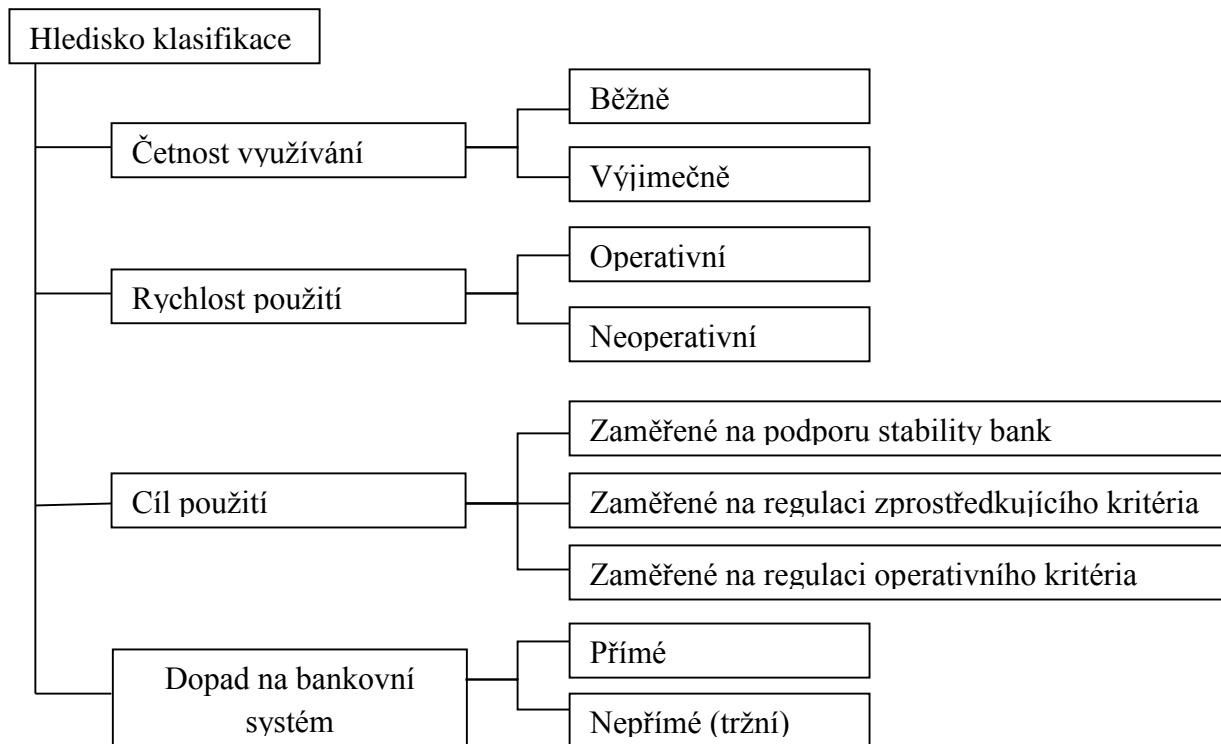 Hledisko klasifikace
Četnost využívání
Běžně
Výjimečně
Rychlost použití
Operativní
Neoperativní
Cíl použití
Zaměřené na podporu stability bank
Zaměřené na regulaci zprostředkujícího kritéria
Zaměřené na regulaci operativního kritéria
Dopad na bankovní
systém
Přímé
Nepřímé (tržní)